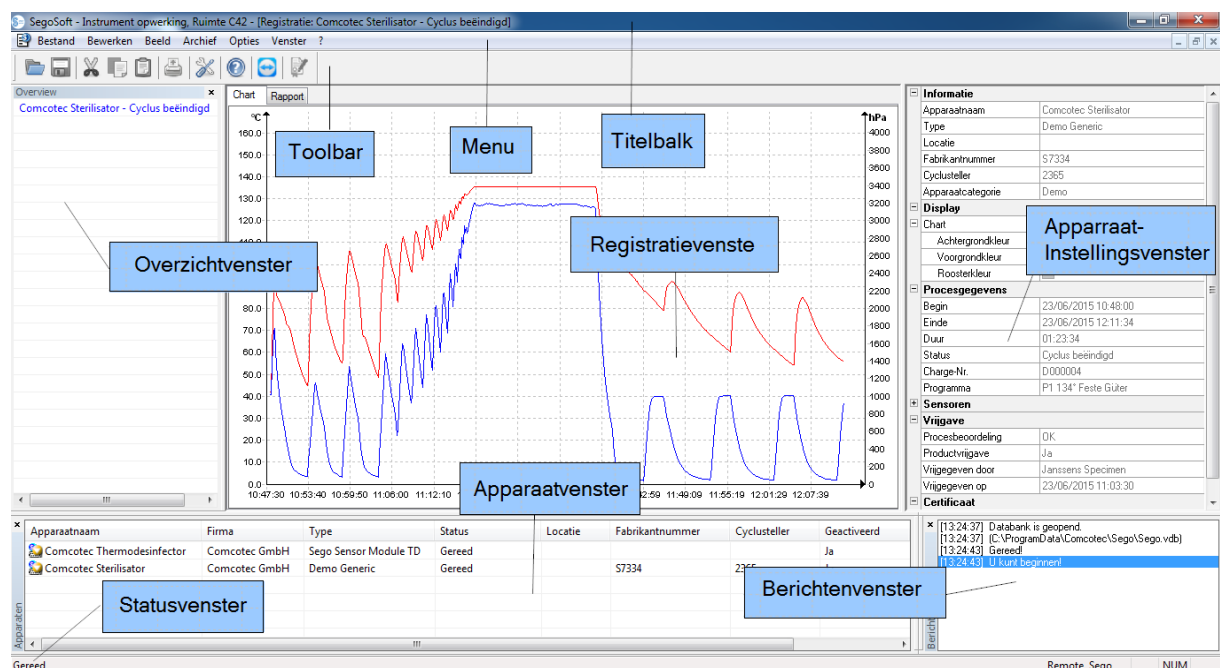 SegoSoft - Instrument opwerking, Ruimte C42 - [Registratie: Comcotec Sterilisator - Cyclus beëindigd]
Bestand Bewerken Beeld Archief Opties Venster ?
Overview
Comcotec Sterilisator - Cyclus beëindigd
Chart Rapport
°C
160.0
150.0
140.0
130.0
120.0
80.0
70.0
60.0
50.0
40.0
30.0
20.0
10.0
0.0
hPa
4000
3800
3600
3400
3200
3000
2800
2600
2400
2200
2000
1800
1600
1400
1200
1000
800
600
400
200
0
10:47:30 10:53:40 10:59:50 11:06:00 11:12:10 11:49:09 11:55:19 12:01:29 12:07:39
Toolbar
Menu
Titelbalk
Overzichtvenster
Registratievenste
Apparraat-
Instellingsvenster
Apparaatvenster
Statusvenster
Berichtenvenster
Informatie
Apparaatnaam Comcotec Sterilisator
Type Demo Generic
Locatie
Fabrikantnummer S7334
Cyclusteller 2365
Apparaatcategorie Demo
Display
Chart
Achtergrondkleur
Voorgrondkleur
Roosterkleur
Procesgegevens
Begin 23/06/2015 10:48:00
Einde 23/06/2015 12:11:34
Duur 01:23:34
Status Cyclus beëindigd
Charge-Nr. D000004
Programma P1 134° Feste Güter
Sensoren
Vrijgave
Procesbeoordeling OK
Productvrijgave Ja
Vrijgegeven door Janssens Specimen
Vrijgegeven op 23/06/2015 11:03:30
Certificaat
Apparaten
Apparaatnaam Firma Type Status Locatie Fabrikantnummer Cyclusteller Geactiveerd
Comcotec Thermodesinfector Comcotec GmbH Sego Sensor Module TD Gereed Ja
Comcotec Sterilisator Comcotec GmbH Demo Generic Gereed S7334
[13:24:37] Databank is geopend.
[13:24:37] (C:\ProgramData\Comcotec\Sego\Sego.vdb)
[13:24:43] Gereed!
[13:24:43] U kunt beginnen!
Gereed Remote Sego NUM